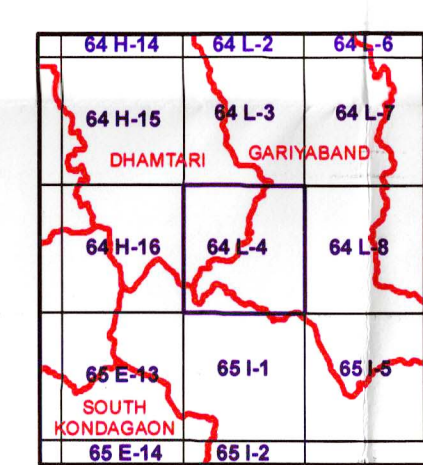 64 H-14 64 L-2 64 L-6
64 H-15 64 L-3 64 L-7
DHAMTARI GARIYABAND
64 H-16 64 L-4 64 L-8
65 E-13 65 I-1 65 I-5
SOUTH
KONDAGAON
65 E-14 65 I-2